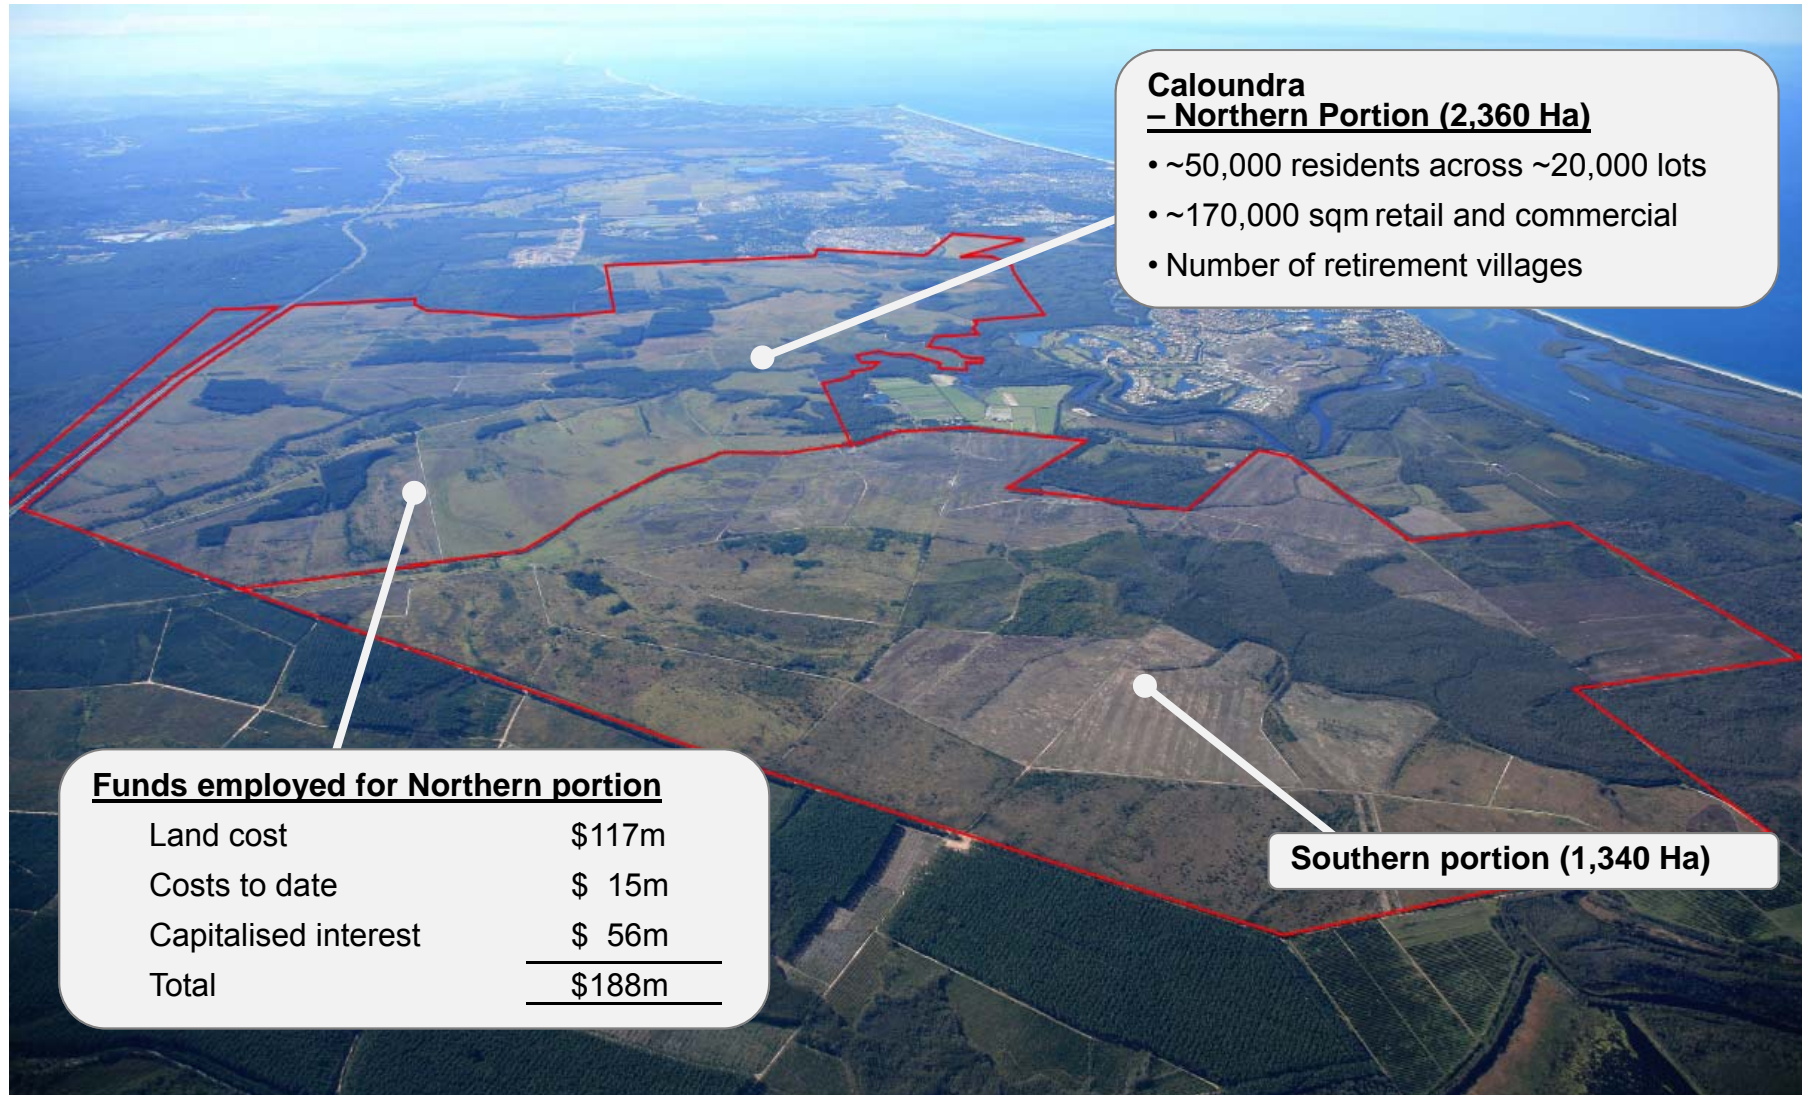 Caloundra
– Northern Portion (2,360 Ha)
• ~50,000 residents across ~20,000 lots
• ~170,000 sqm retail and commercial
• Number of retirement villages
Funds employed for Northern portion
Land cost $117m
Costs to date $ 15m
Capitalised interest $ 56m
Total $188m
Southern portion (1,340 Ha)